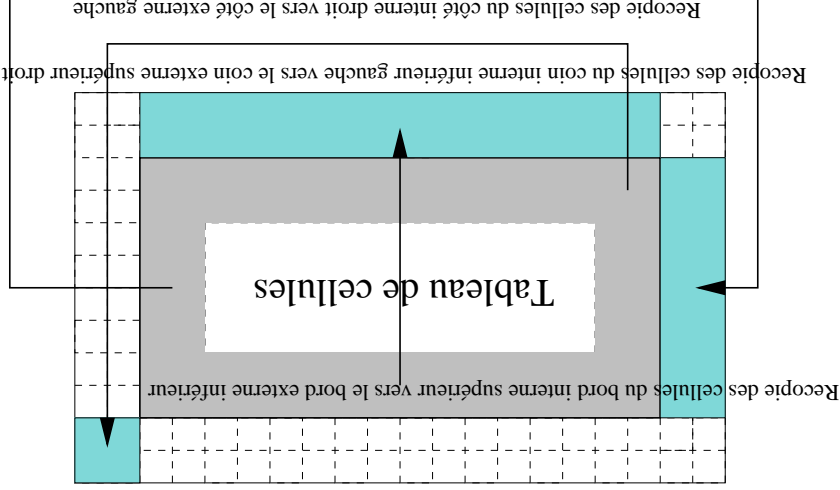 Recopie des cellules du bord interne supérieur vers le bord externe inférieur
Tableau de cellules
Recopie des cellules du coin interne inférieur gauche vers le coin externe supérieur droit
Recopie des cellules du côté interne droit vers le côté externe gauche